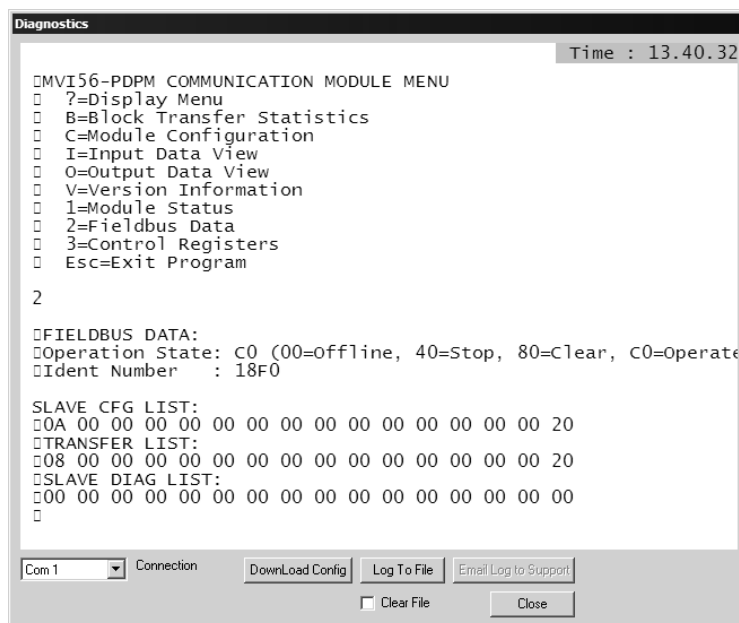 Diagnostics
Time : 13.40.32
▯MVI56-PDPM COMMUNICATION MODULE MENU
▯ ?=Display Menu
▯ B=Block Transfer Statistics
▯ C=Module Configuration
▯ I=Input Data View
▯ O=Output Data View
▯ V=Version Information
▯ 1=Module Status
▯ 2=Fieldbus Data
▯ 3=Control Registers
▯ Esc=Exit Program
2
▯FIELDBUS DATA:
▯Operation State: C0 (00=Offline, 40=Stop, 80=Clear, C0=Operate
▯Ident Number : 18F0
SLAVE CFG LIST:
▯0A 00 00 00 00 00 00 00 00 00 00 00 00 00 00 20
▯TRANSFER LIST:
▯08 00 00 00 00 00 00 00 00 00 00 00 00 00 00 20
▯SLAVE DIAG LIST:
▯00 00 00 00 00 00 00 00 00 00 00 00 00 00 00 00
▯
Com 1 Connection DownLoad Config Log To File Email Log to Support
Clear File Close